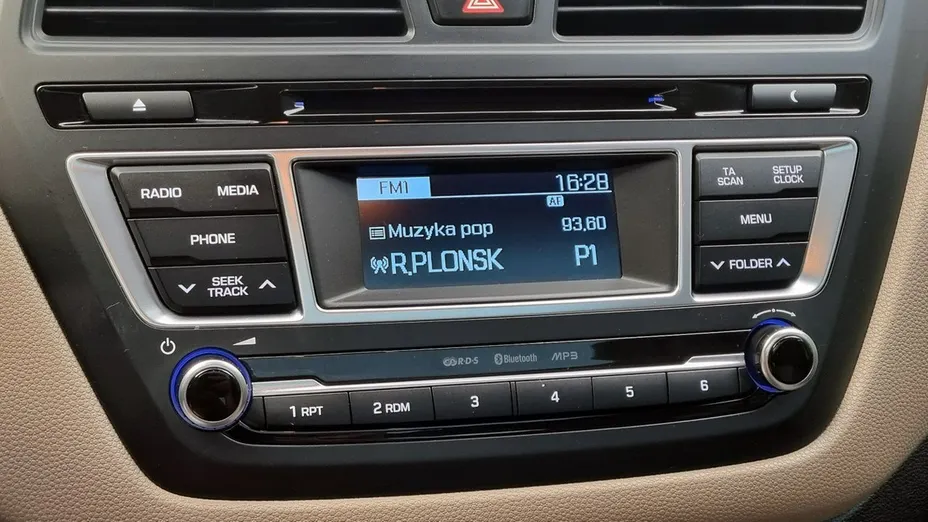 RADIO MEDIA
PHONE
SEEK
TRACK
FM1 16:28
AF
Muzyka pop 93,60
R,PLONSK P1
TA
SCAN
SETUP
CLOCK
MENU
FOLDER
R·D·S Bluetooth MP3
1 RPT 2 RDM 3 4 5 6